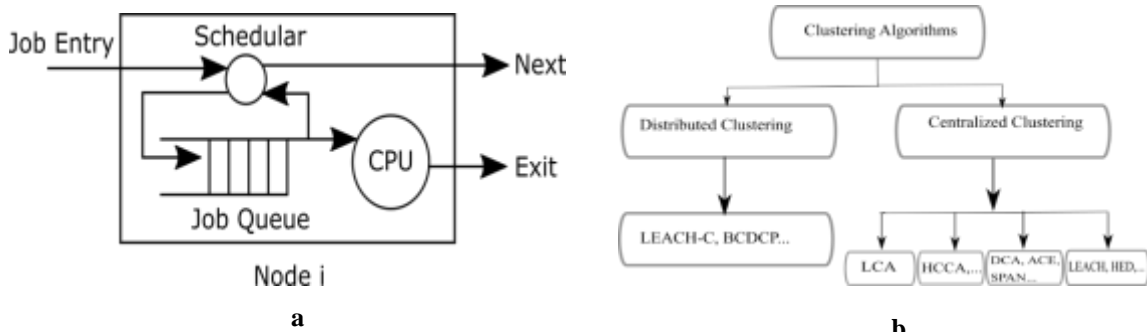 Job Entry
Schedular
Next
CPU
Exit
Job Queue
Node i
a
Clustering Algorithms
Distributed Clustering
Centralized Clustering
LEACH-C, BCDCP...
LCA
HCCA,...
DCA, ACE,
SPAN...
LEACH, HED,..
b